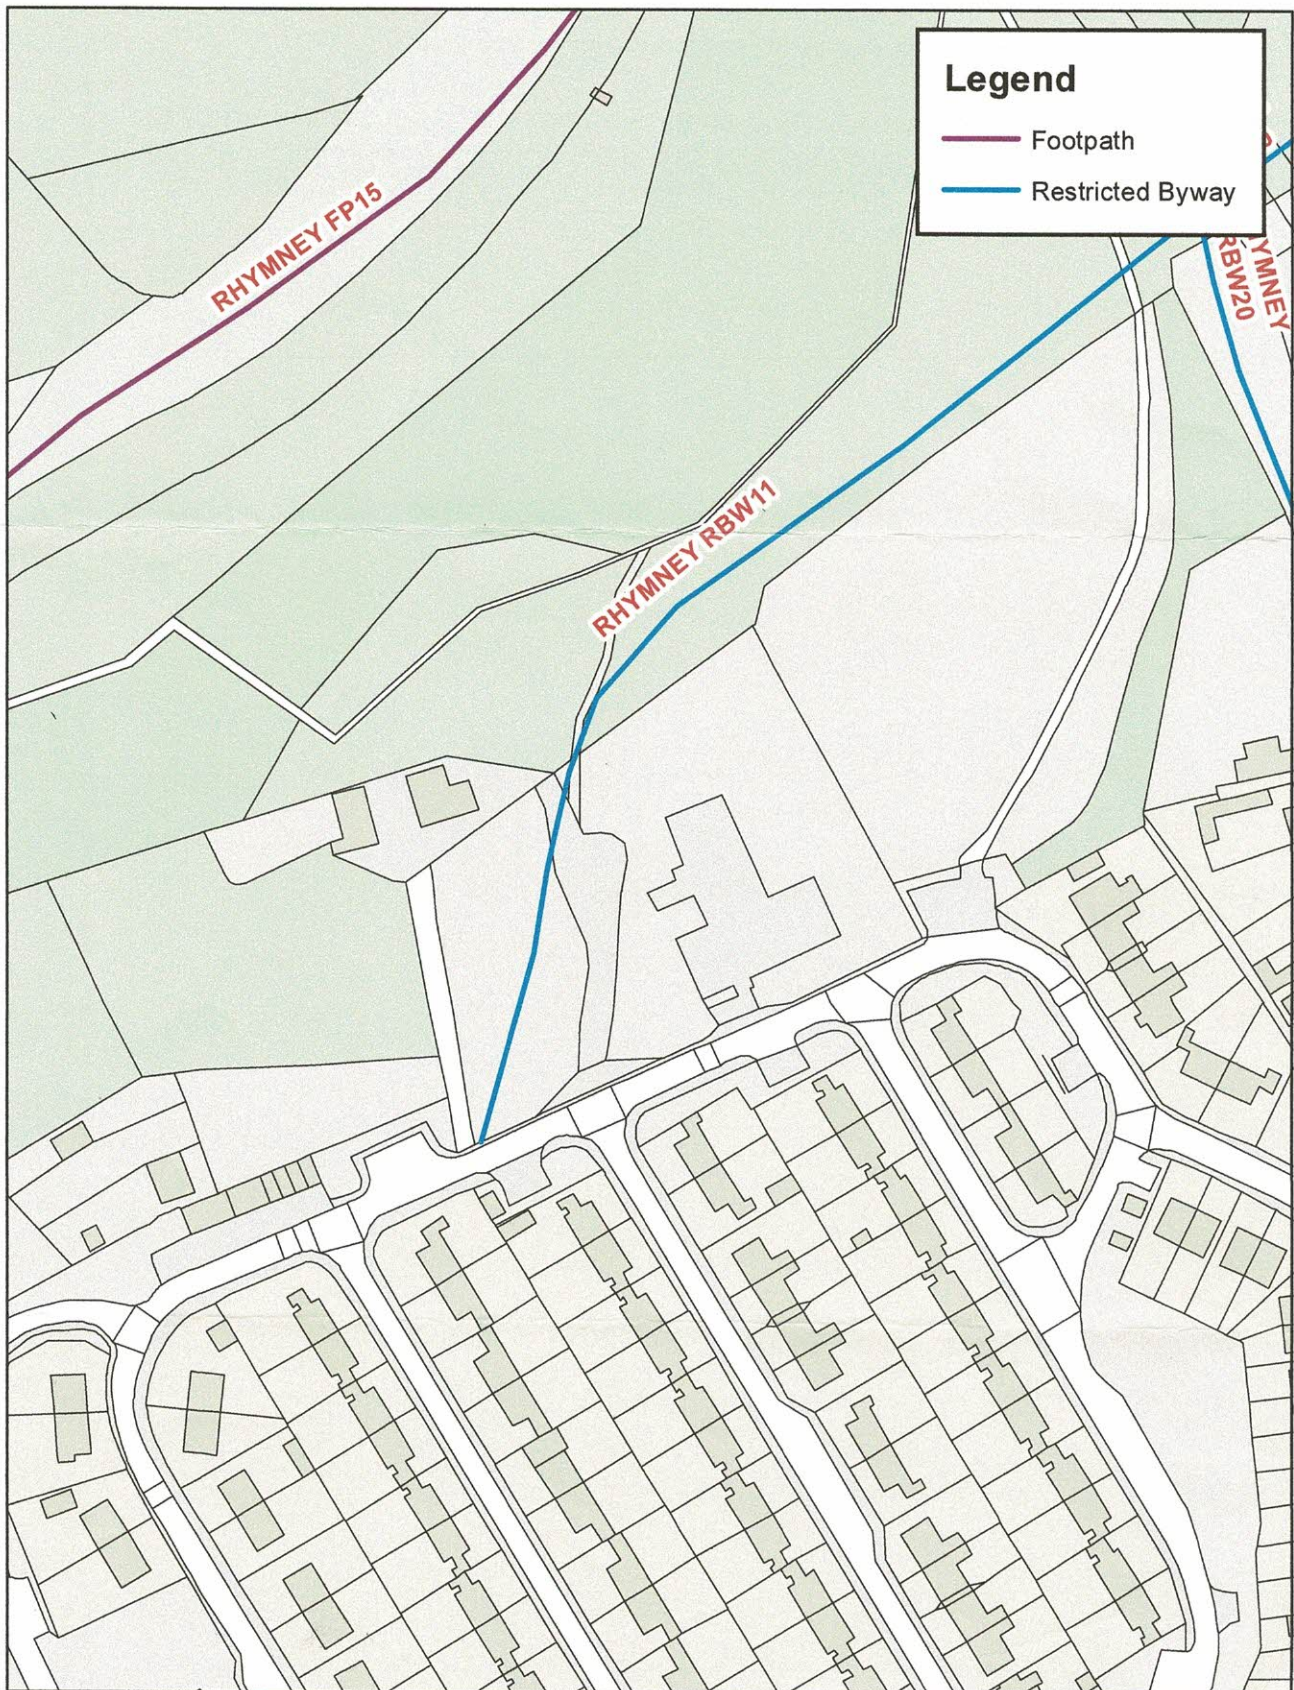 Legend
Footpath
Restricted Byway
RHYMNEY FP15
RHYMNEY RBW11
RBW20